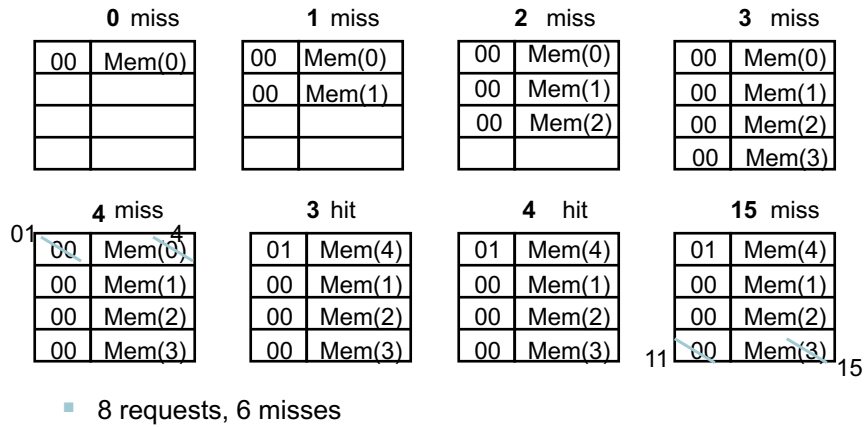 0 miss 1 miss 2 miss 3 miss
00 Mem(0) 00 Mem(0) 00 Mem(0) 00 Mem(0)
00 Mem(1) 00 Mem(1) 00 Mem(1)
00 Mem(2) 00 Mem(2)
00 Mem(3)
4 miss 3 hit 4 hit 15 miss
01 4
00 Mem(0) 01 Mem(4) 01 Mem(4) 01 Mem(4)
00 Mem(1) 00 Mem(1) 00 Mem(1) 00 Mem(1)
00 Mem(2) 00 Mem(2) 00 Mem(2) 00 Mem(2)
00 Mem(3) 00 Mem(3) 00 Mem(3) 11 00 Mem(3) 15
8 requests, 6 misses